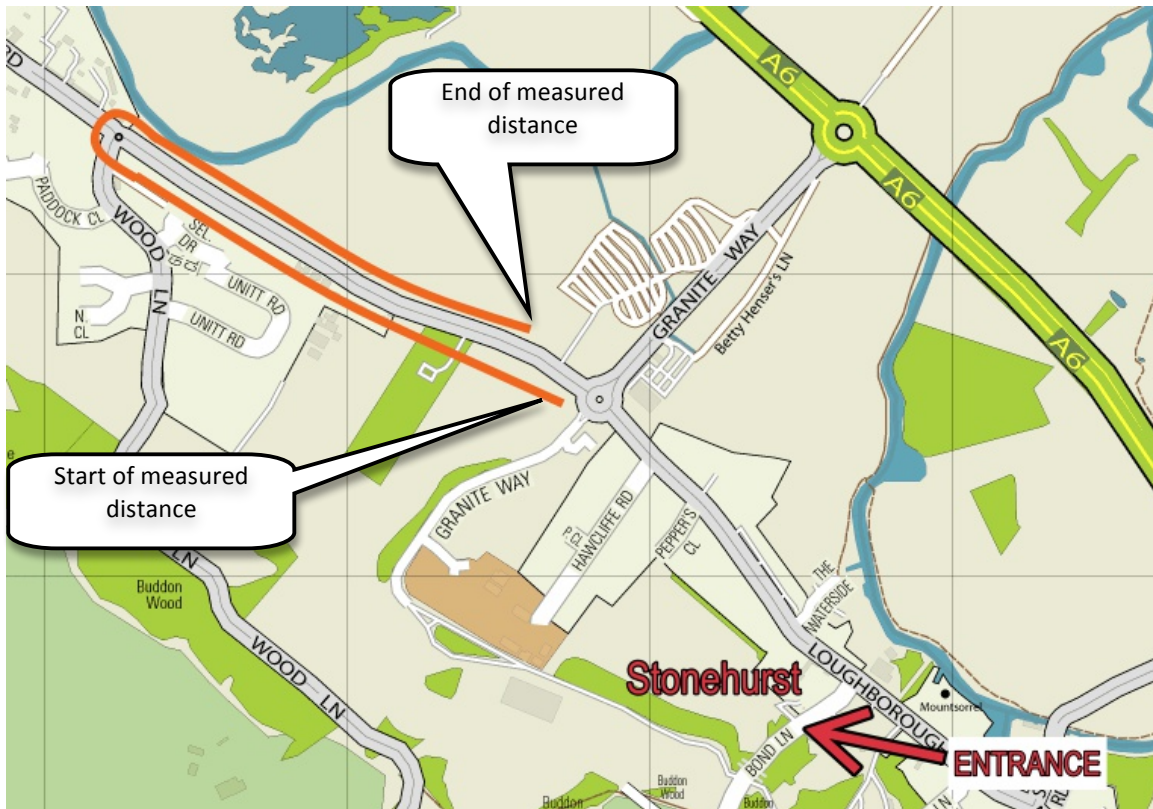 RD
A6
End of measured
distance
A6
PADDOCK CL
WOOD
LN
SEL.
DR
UNITT RD
UNITT RD
N.
CL
GRANITE WAY
Betty Henser's LN
A6
Start of measured
distance
GRANITE WAY
HAWCLIFFE RD
PEPPER'S
CL
LN
Buddon
Wood
WOOD LN
THE
WATERSIDE
Stonehurst
LOUGHBOROUGH
Mountsorrel
BOND LN
ENTRANCE
Buddon
Wood
Buddon
LN